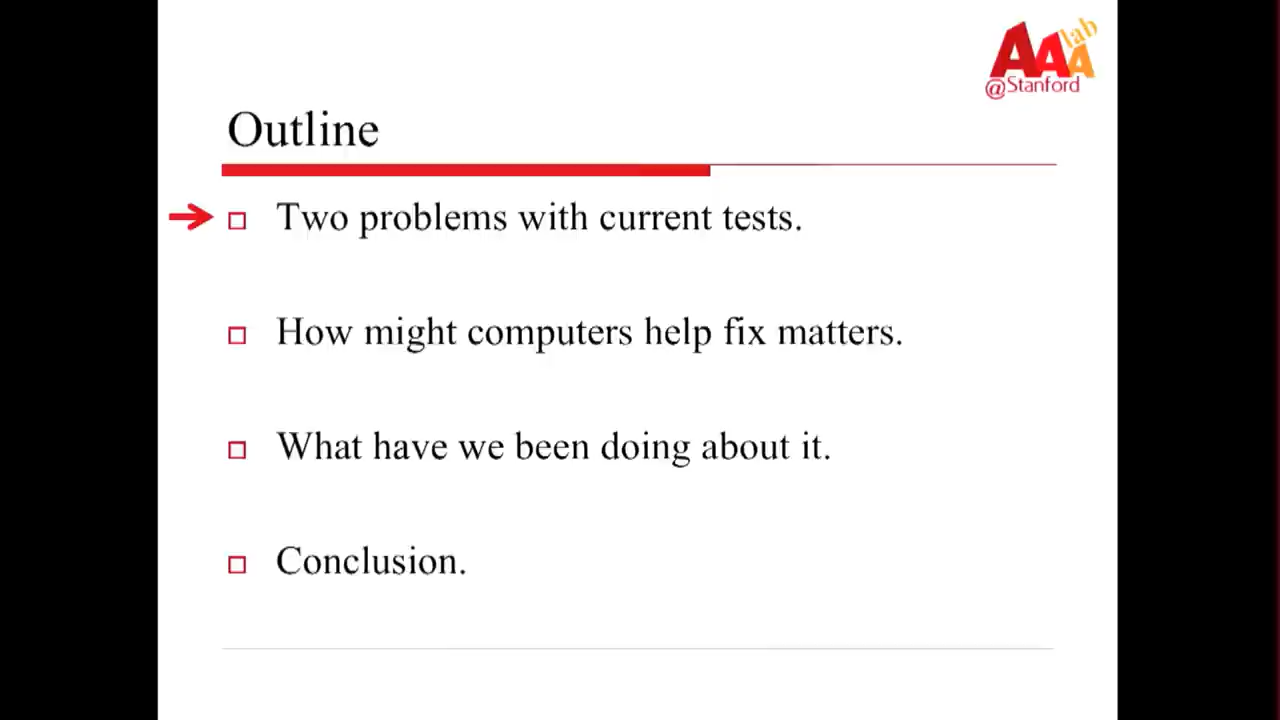 AAA lab
@Stanford
Outline
Two problems with current tests.
How might computers help fix matters.
What have we been doing about it.
Conclusion.